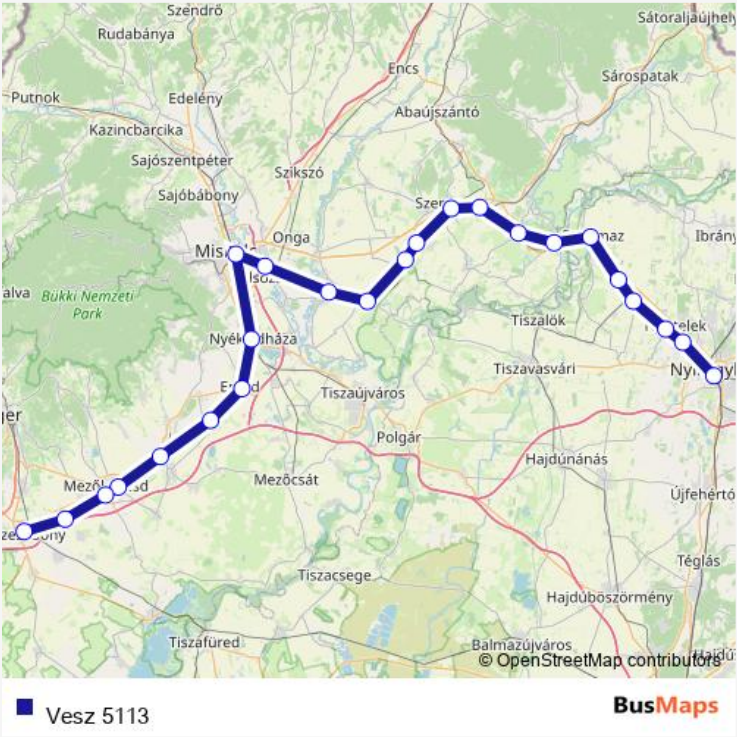 Szendrő
Sátoraljaújhely
Rudabánya
Encs
Sárospatak
Putnok
Edelény
Abaújszántó
Kazincbarcika
Sajószentpéter
Szikszó
Sajóbábony
Onga
Ibrány
Bükki Nemzeti
Park
Tiszalök
Tiszavasvári
Tiszaújváros
Polgár
Hajdúnánás
Mezőcsát
Újfehértó
Téglás
Tiszacsege
Hajdúböszörmény
Tiszafüred
Balmazújváros
© OpenStreetMap contributors
Vesz 5113
BusMaps